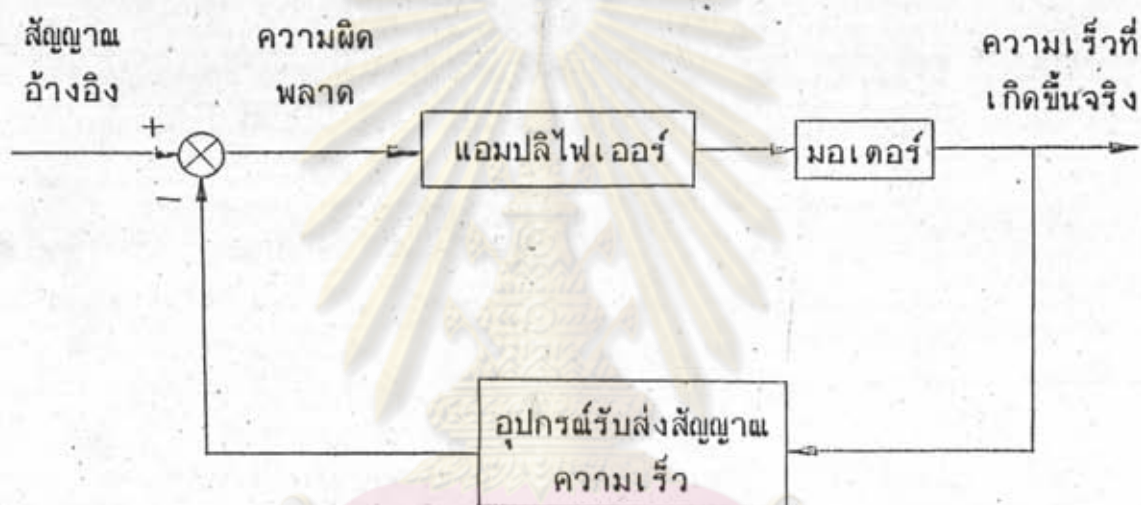 สัญญาณ
อ้างอิง
ความผิด
พลาด
ความเร็วที่
เกิดขึ้นจริง
+
แอมปลิไฟเออร์
มอเตอร์
-
อุปกรณ์รับส่งสัญญาณ
ความเร็ว